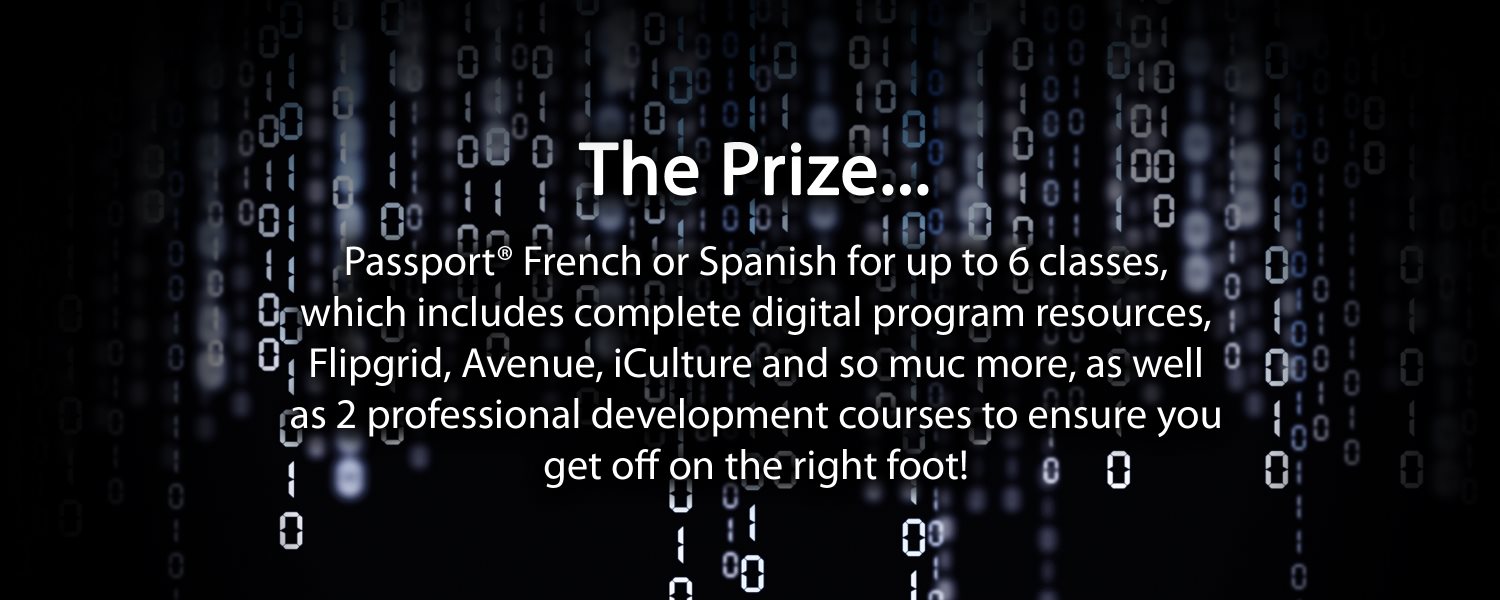 The Prize...
Passport® French or Spanish for up to 6 classes,
which includes complete digital program resources,
Flipgrid, Avenue, iCulture and so muc more, as well
as 2 professional development courses to ensure you
get off on the right foot!